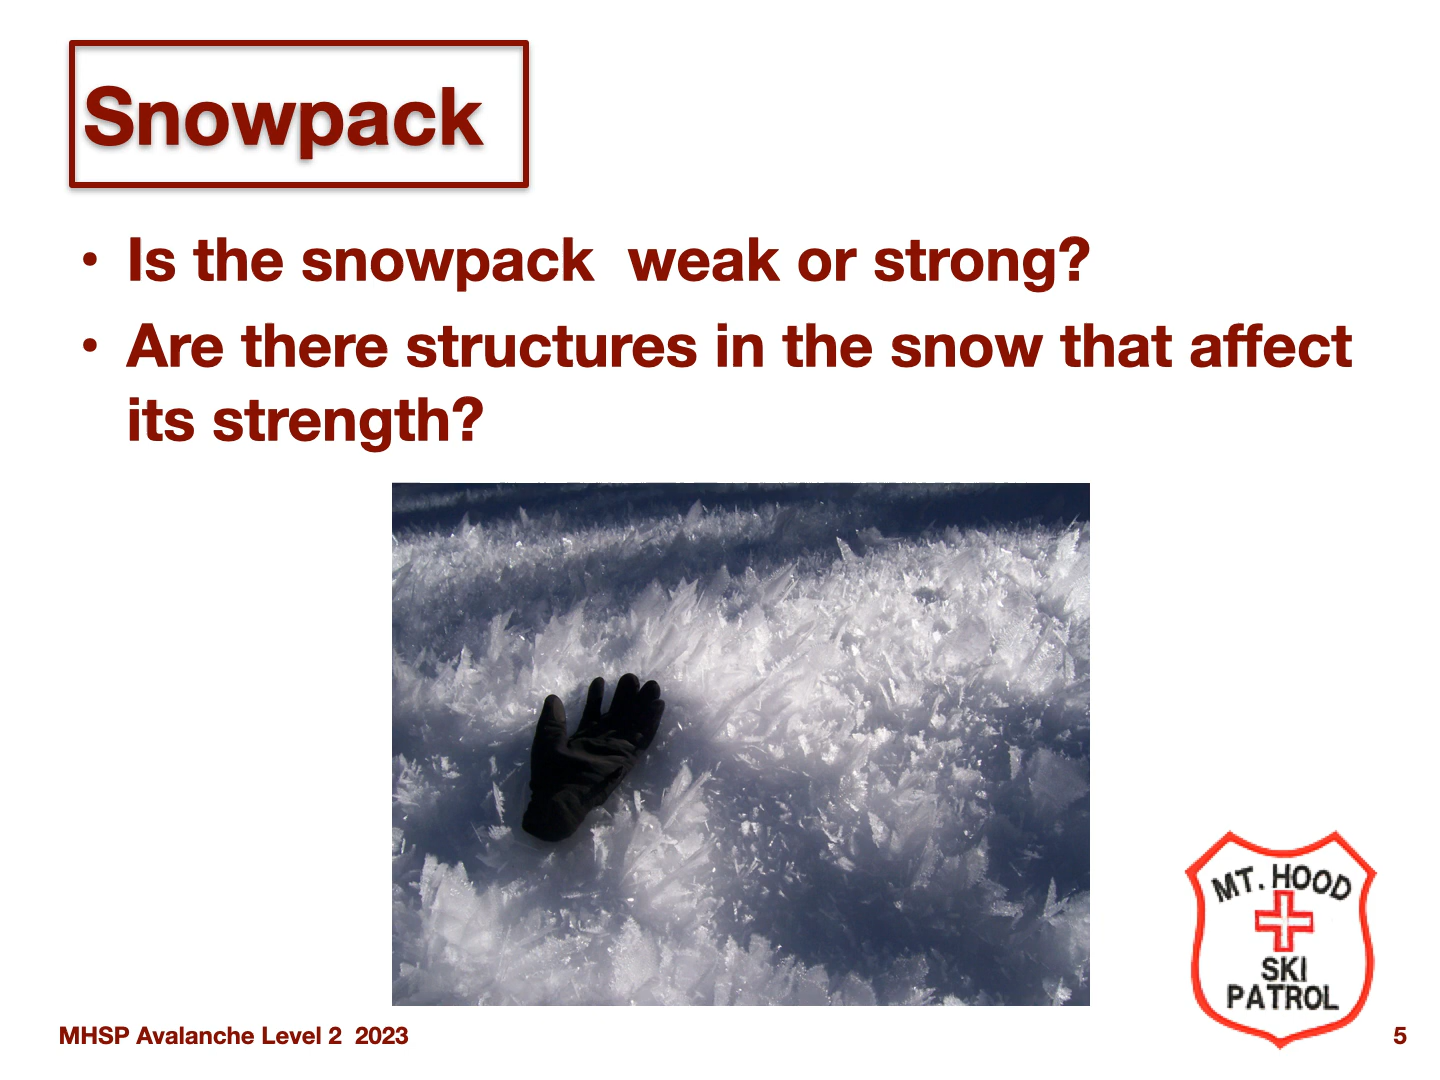 Snowpack
• Is the snowpack  weak or strong?
• Are there structures in the snow that affect
its strength?
MT. HOOD
SKI
PATROL
MHSP Avalanche Level 2  2023
5